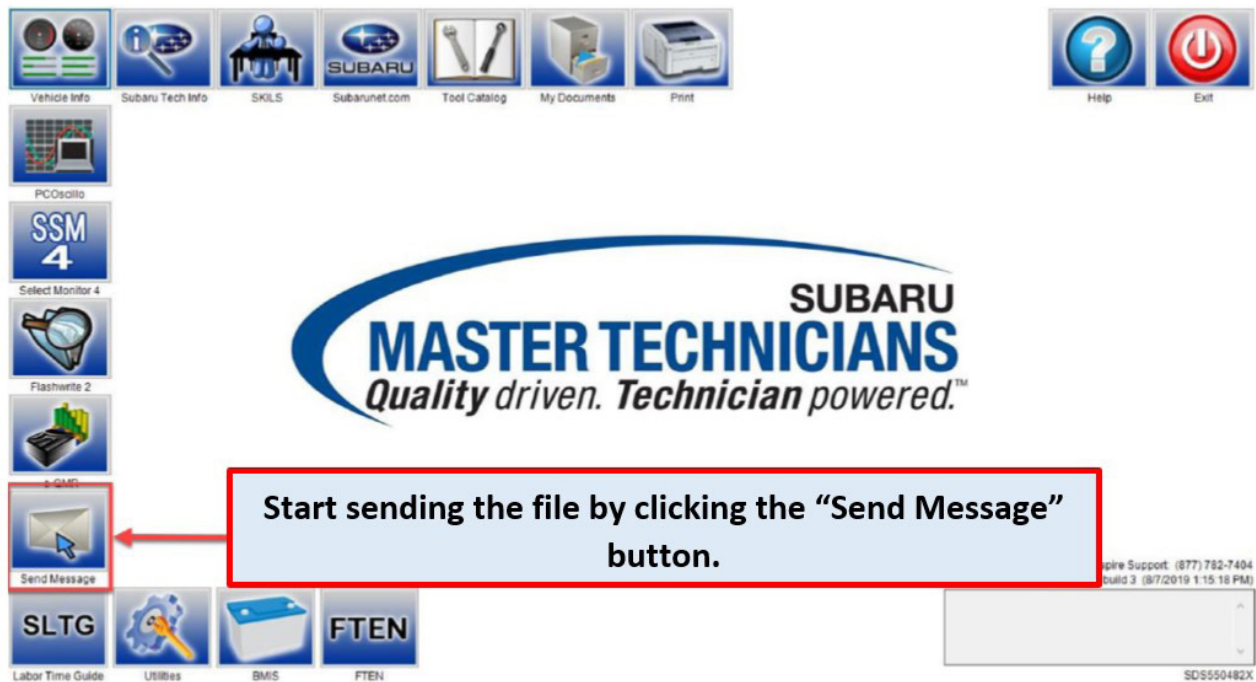 SUBARU
Vehicle Info
Subaru Tech Info
SKILS
Subarunet.com
Tool Catalog
My Documents
Print
Help
Exit
PCOscillo
SSM
4
Select Monitor 4
Flashwrite 2
SUBARU
MASTER TECHNICIANS
Quality driven. Technician powered.™
Start sending the file by clicking the “Send Message”
button.
Send Message
Support: (877) 782-7404
build 3 (8/7/2019 1:15:18 PM)
SLTG
FTEN
Labor Time Guide
Utilities
BMIS
FTEN
SDS550482X